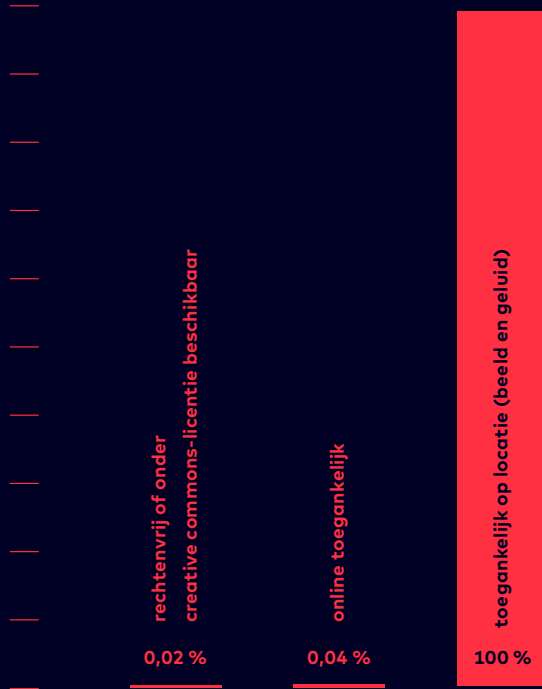 rechtenvrij of onder
creative commons-licentie beschikbaar
0,02 %
online toegankelijk
0,04 %
toegankelijk op locatie (beeld en geluid)
100 %